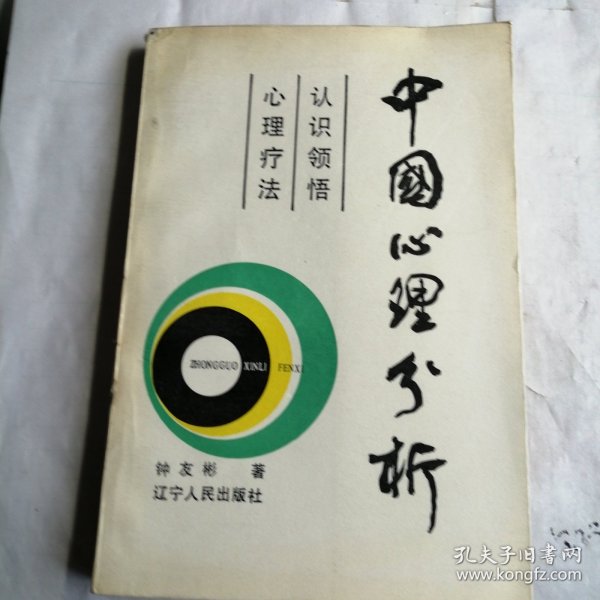 中國心理分析
认识领悟
心理疗法
ZHONGGUO XINLI FENXI
钟友彬 著
辽宁人民出版社
孔夫子旧书网
www.kongfz.com